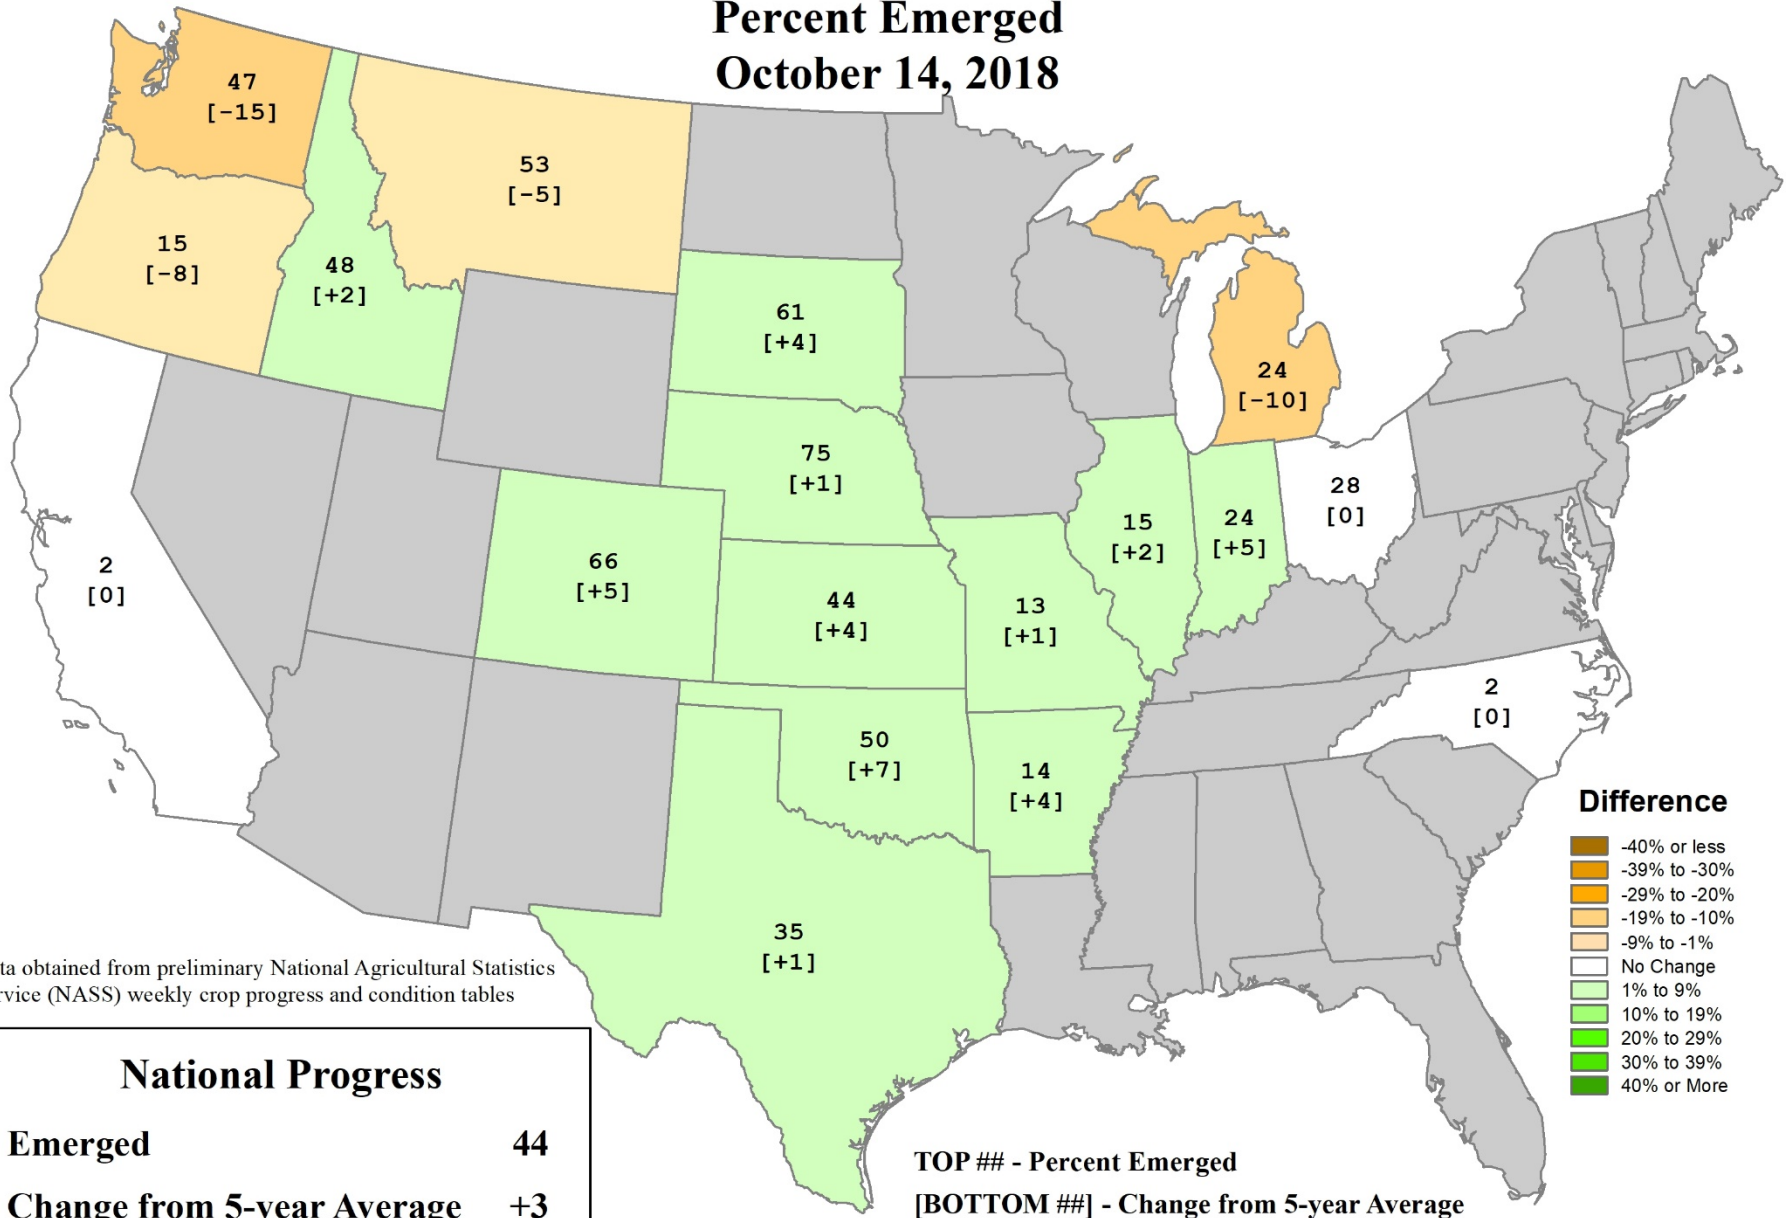 Percent Emerged
October 14, 2018
47
[-15]
53
[-5]
15
[-8]
48
[+2]
61
[+4]
24
[-10]
75
[+1]
28
[0]
15
[+2]
24
[+5]
2
[0]
66
[+5]
44
[+4]
13
[+1]
2
[0]
50
[+7]
14
[+4]
35
[+1]
Difference
-40% or less
-39% to -30%
-29% to -20%
-19% to -10%
-9% to -1%
No Change
1% to 9%
10% to 19%
20% to 29%
30% to 39%
40% or More
ta obtained from preliminary National Agricultural Statistics
rvice (NASS) weekly crop progress and condition tables
National Progress
Emerged 44
Change from 5-year Average +3
TOP ## - Percent Emerged
[BOTTOM ##] - Change from 5-year Average